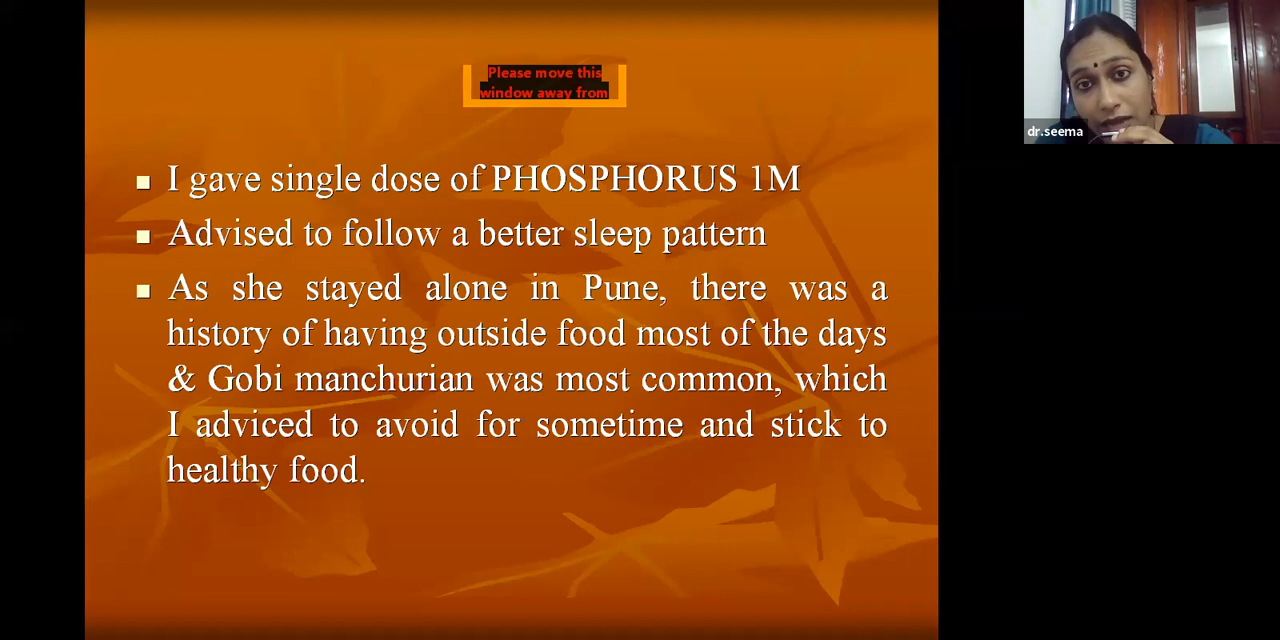 Please move this
window away from
I gave single dose of PHOSPHORUS 1M
Advised to follow a better sleep pattern
As she stayed alone in Pune, there was a
history of having outside food most of the days
& Gobi manchurian was most common, which
I adviced to avoid for sometime and stick to
healthy food.
dr.seema